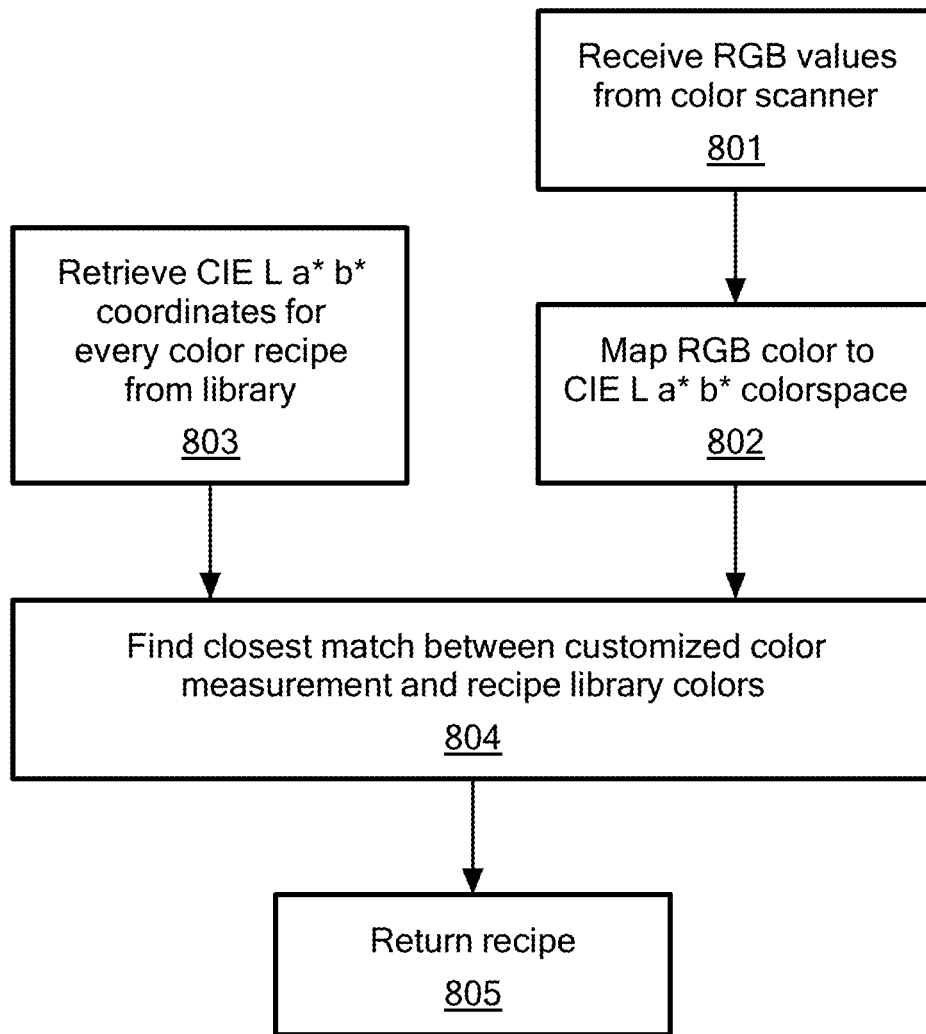 Receive RGB values
from color scanner
801
Map RGB color to
CIE L a* b* colorspace
802
Retrieve CIE L a* b*
coordinates for
every color recipe
from library
803
Find closest match between customized color
measurement and recipe library colors
804
Return recipe
805